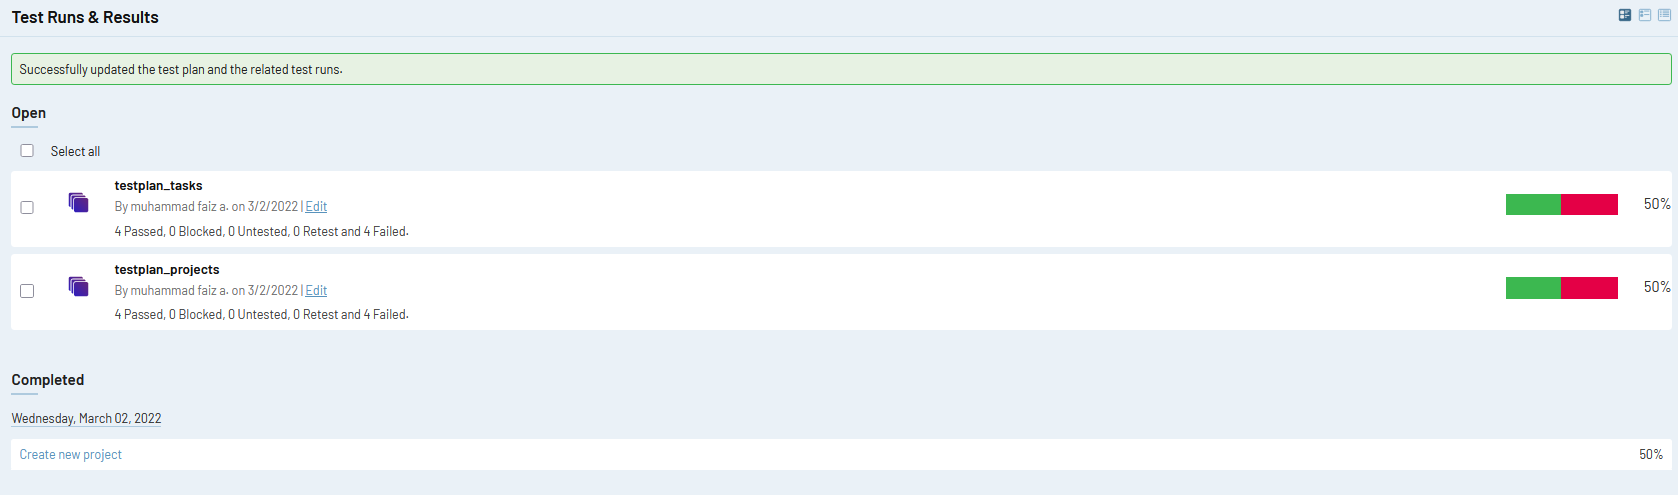 Test Runs & Results
Successfully updated the test plan and the related test runs.
Open
Select all
testplan_tasks
By muhammad faiz a. on 3/2/2022 | Edit
50%
4 Passed, 0 Blocked, 0 Untested, 0 Retest and 4 Failed.
testplan_projects
By muhammad faiz a. on 3/2/2022 | Edit
50%
4 Passed, 0 Blocked, 0 Untested, 0 Retest and 4 Failed.
Completed
Wednesday, March 02, 2022
Create new project 50%